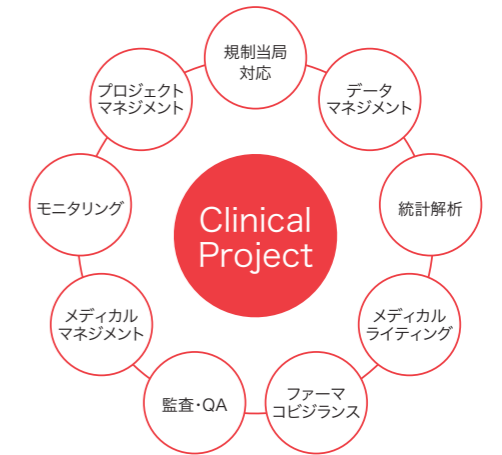 規制当局
対応
データ
マネジメント
統計解析
メディカル
ライティング
ファーマ
コビジランス
監査・QA
メディカル
マネジメント
モニタリング
プロジェクト
マネジメント
Clinical
Project